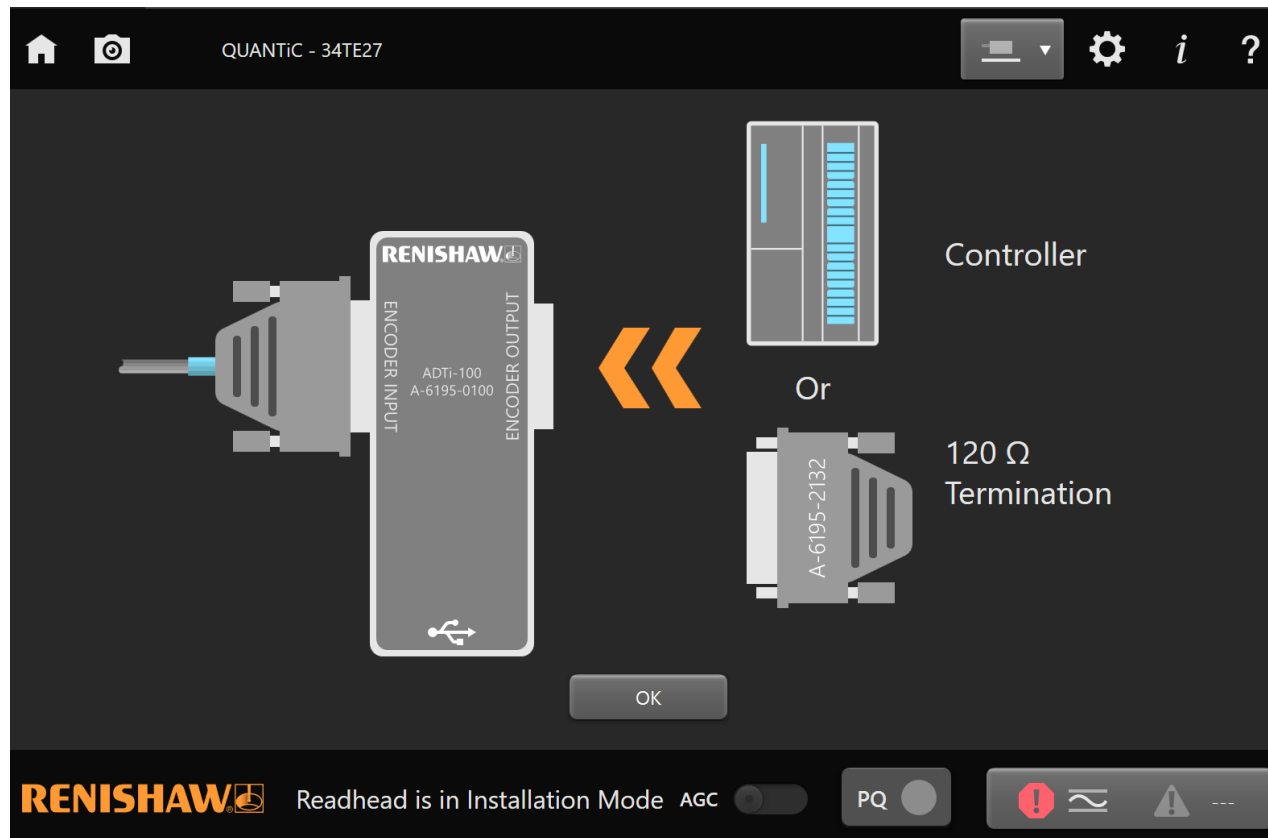 QUANTiC - 34TE27
i
?
RENISHAW
ENCODER INPUT
ADTi-100
A-6195-0100
ENCODER OUTPUT
Controller
Or
A-6195-2132
120 Ω
Termination
OK
RENISHAW
Readhead is in Installation Mode
AGC
PQ
!
!
---